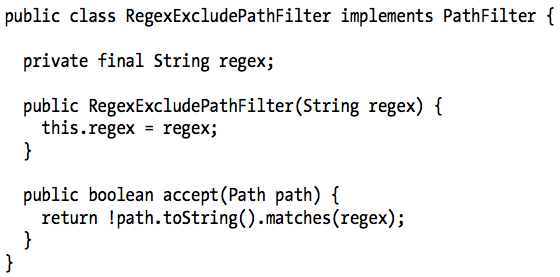 public class RegexExcludePathFilter implements PathFilter {
private final String regex;
public RegexExcludePathFilter(String regex) {
this.regex = regex;
}
public boolean accept(Path path) {
return !path.toString().matches(regex);
}
}